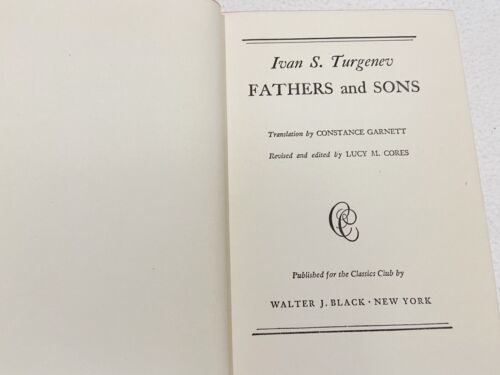 Ivan S. Turgenev
FATHERS and SONS
Translation by CONSTANCE GARNETT
Revised and edited by LUCY M. CORES
CC
Published for the Classics Club by
WALTER J. BLACK · NEW YORK